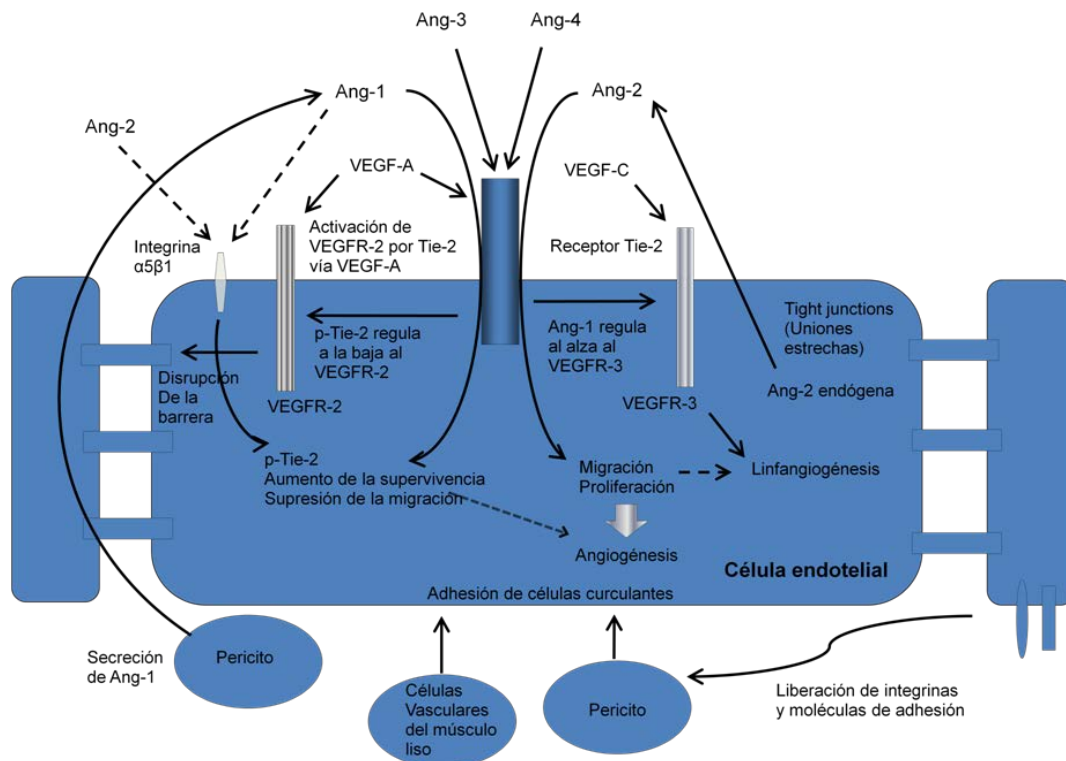 Ang-3
Ang-4
Ang-1
Ang-2
Ang-2
VEGF-A
VEGF-C
Activación de
VEGFR-2 por Tie-2
vía VEGF-A
Receptor Tie-2
Integrina
α5β1
Tight junctions
(Uniones
estrechas)
p-Tie-2 regula
a la baja al
VEGFR-2
Ang-1 regula
al alza al
VEGFR-3
Disrupción
De la
barrera
VEGFR-2
VEGFR-3
Ang-2 endógena
p-Tie-2
Aumento de la supervivencia
Supresión de la migración
Migración
Proliferación
Linfangiogénesis
Angiogénesis
Célula endotelial
Adhesión de células curculantes
Secreción
de Ang-1
Pericito
Células
Vasculares
del músculo
liso
Pericito
Liberación de integrinas
y moléculas de adhesión